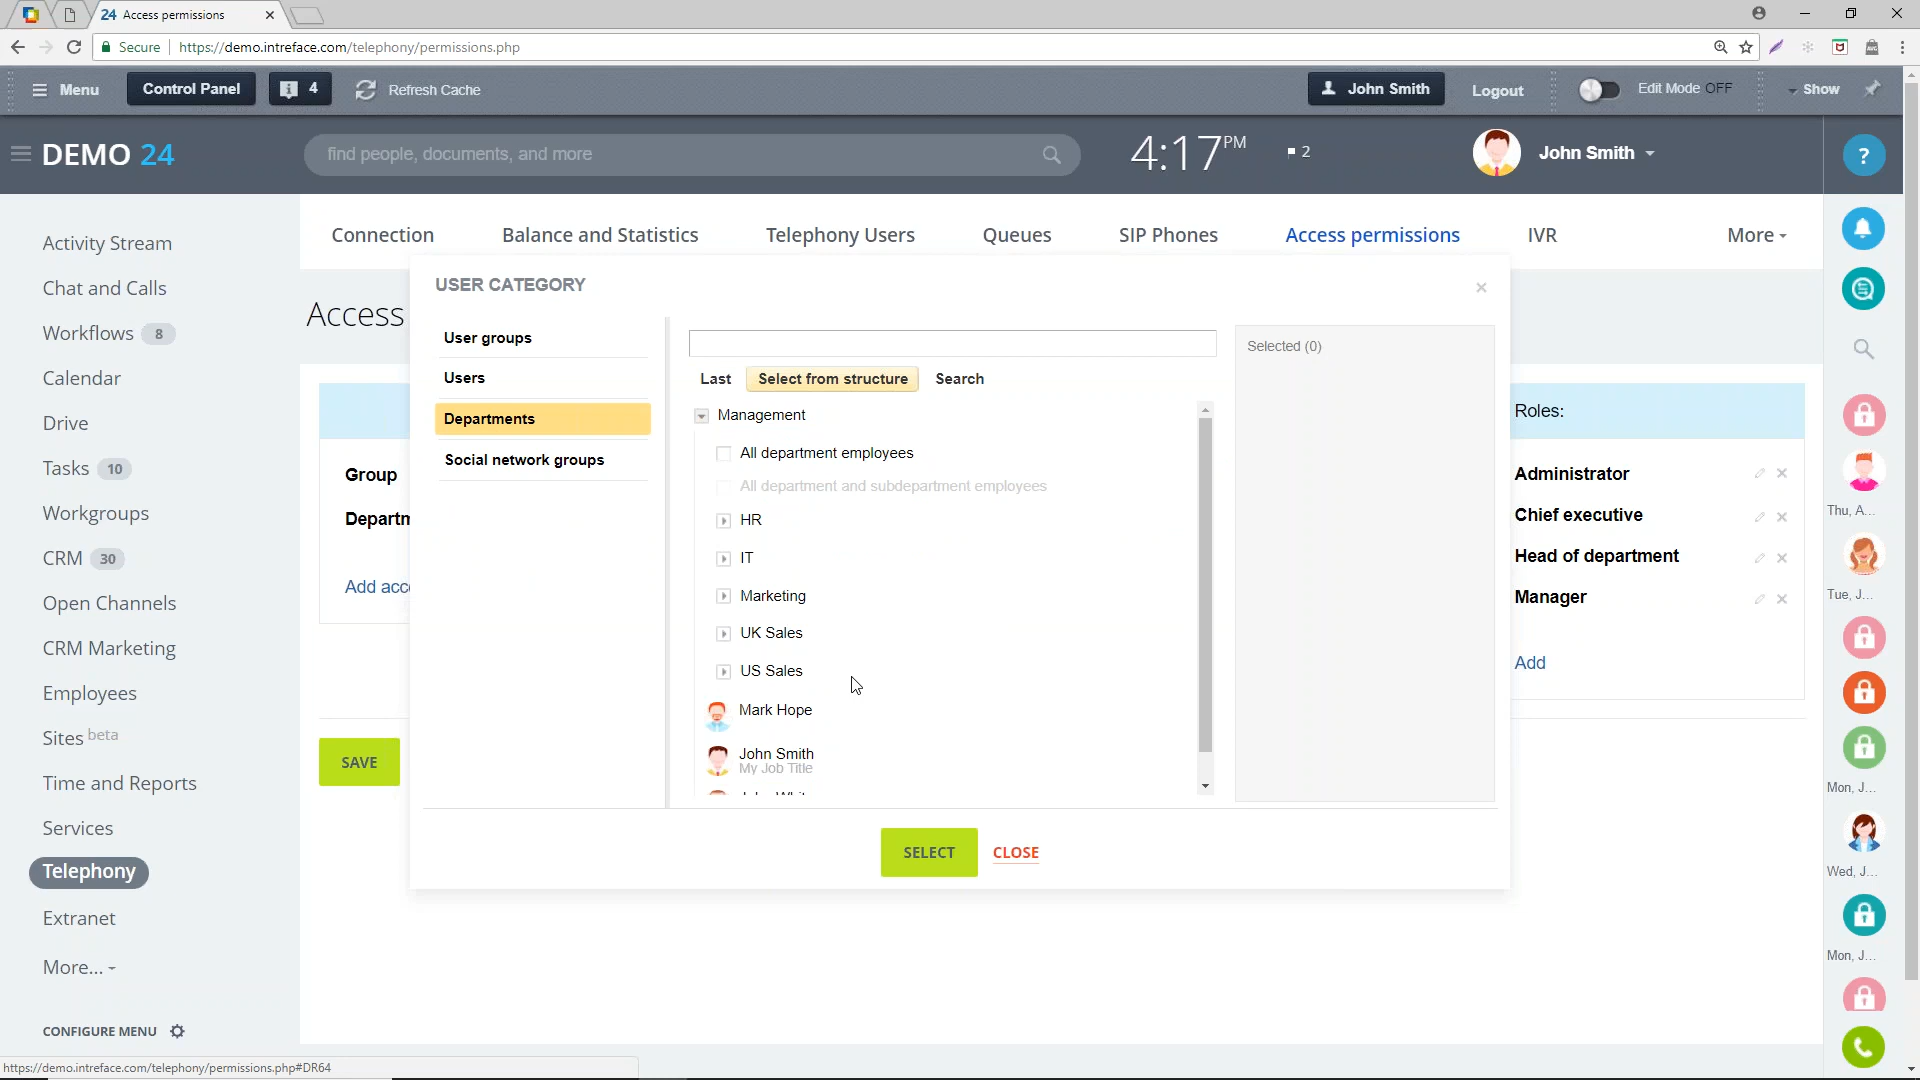 24 Access permissions
Secure https://demo.intreface.com/telephony/permissions.php
Menu Control Panel 4 Refresh Cache John Smith Logout Edit Mode OFF Show
DEMO 24 find people, documents, and more 4:17 PM 2 John Smith ?
Connection Balance and Statistics Telephony Users Queues SIP Phones Access permissions IVR More
Activity Stream
Chat and Calls
Workflows 8
Calendar
Drive
Tasks 10
Workgroups
CRM 30
Open Channels
CRM Marketing
Employees
Sites beta
Time and Reports
Services
Telephony
Extranet
More...
CONFIGURE MENU
Access
Group
Departm
Add acc
SAVE
USER CATEGORY
User groups
Users
Departments
Social network groups
Last Select from structure Search
Management
All department employees
All department and subdepartment employees
HR
IT
Marketing
UK Sales
US Sales
Mark Hope
John Smith
My Job Title
Selected (0)
SELECT CLOSE
Roles:
Administrator
Chief executive
Head of department
Manager
Add
Thu, A...
Tue, J...
Mon, J...
Wed, J...
Mon, J...
https://demo.intreface.com/telephony/permissions.php#DR64